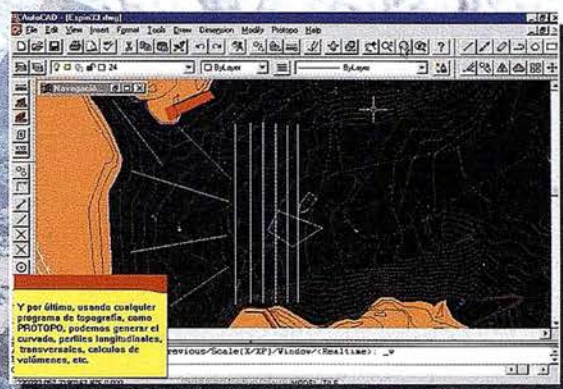 AutoCAD - [Espin33.dwg]
File Edit View Insert Format Tools Draw Dimension Modify Protopo Help
24
ByLayer
ByLayer
Navegació...
Y por último, usando cualquier
programa de topografía, como
PROTOPO, podemos generar el
curvado, perfiles longitudinales,
transversales, calculos de
volúmenes, etc.
revious/Scale(X/XP)/Window/<Realtime>: _w